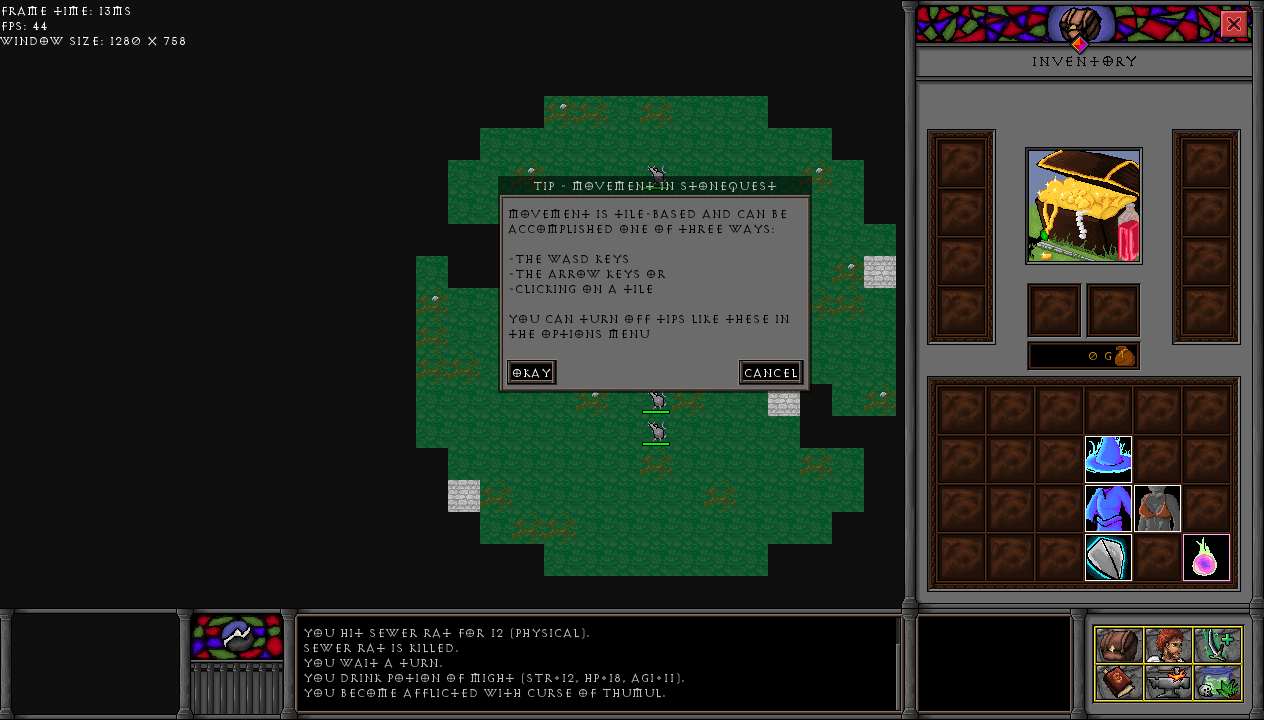 FRAME TIME: 13MS
FPS: 44
WINDOW SIZE: 1280 X 758
INVENTORY
TIP - MOVEMENT IN STONEQUEST
MOVEMENT IS TILE-BASED AND CAN BE
ACCOMPLISHED ONE OF THREE WAYS:
-THE WASD KEYS
-THE ARROW KEYS OR
-CLICKING ON A TILE
YOU CAN TURN OFF TIPS LIKE THESE IN
THE OPTIONS MENU
OKAY
CANCEL
0 G
YOU HIT SEWER RAT FOR 12 (PHYSICAL).
SEWER RAT IS KILLED.
YOU WAIT A TURN.
YOU DRINK POTION OF MIGHT (STR+12, HP+18, AGI+11).
YOU BECOME AFFLICTED WITH CURSE OF THUMUL.